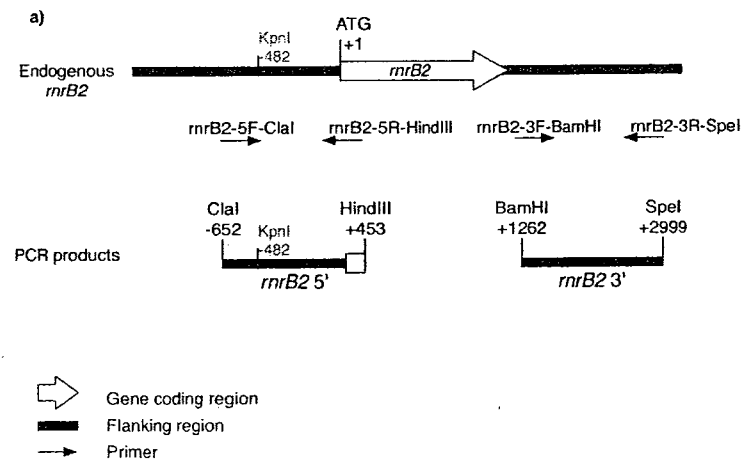 a)
ATG
+1
KpnI
-482
Endogenous
rnrB2
rnrB2
rnrB2-5F-ClaI
rnrB2-5R-HindIII
rnrB2-3F-BamHI
rnrB2-3R-SpeI
ClaI
-652
KpnI
-482
HindIII
+453
BamHI
+1262
SpeI
+2999
PCR products
rnrB2 5'
rnrB2 3'
Gene coding region
Flanking region
Primer